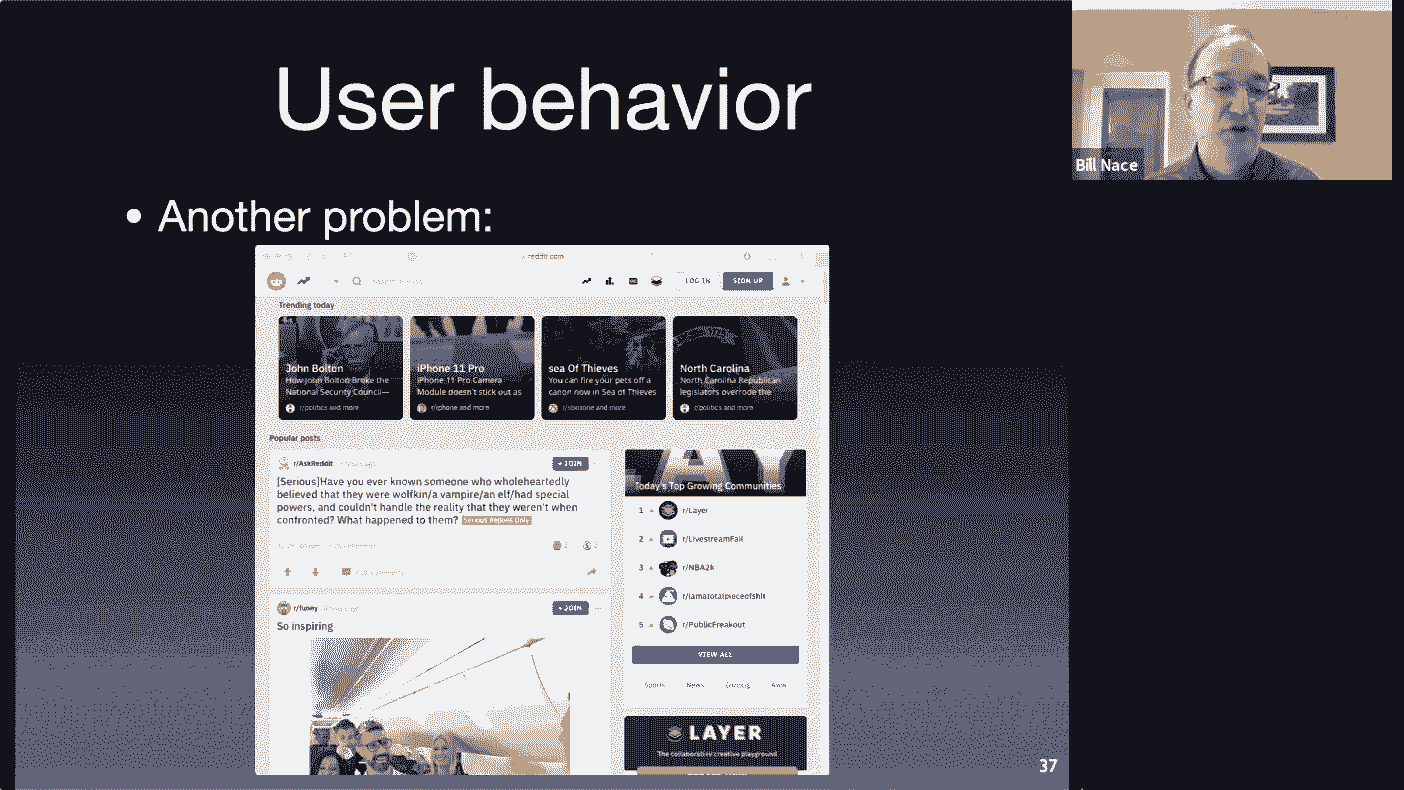 User behavior
Bill Nace
• Another problem:
reddit.com
LOG IN
SIGN UP
Trending today
John Bolton
How John Bolton Broke the
National Security Council—
r/politics and more
iPhone 11 Pro
iPhone 11 Pro Camera
Module doesn't stick out as
r/iphone and more
sea Of Thieves
You can fire your pets off a
canon now in Sea of Thieves
r/xboxone and more
North Carolina
North Carolina Republican
legislators overrode the
r/politics and more
Popular posts
r/AskReddit
+ JOIN
[Serious]Have you ever known someone who wholeheartedly
believed that they were wolfkin/a vampire/an elf/had special
powers, and couldn't handle the reality that they weren't when
confronted? What happened to them? Serious Replies Only
r/funny
+ JOIN
So inspiring
AY
Today's Top Growing Communities
1 r/Layer
2 r/LivestreamFail
3 r/NBA2k
4 r/iamatotalpieceofshit
5 r/PublicFreakout
VIEW ALL
Sports News Gaming Aww
LAYER
The collaborative creative playground
37